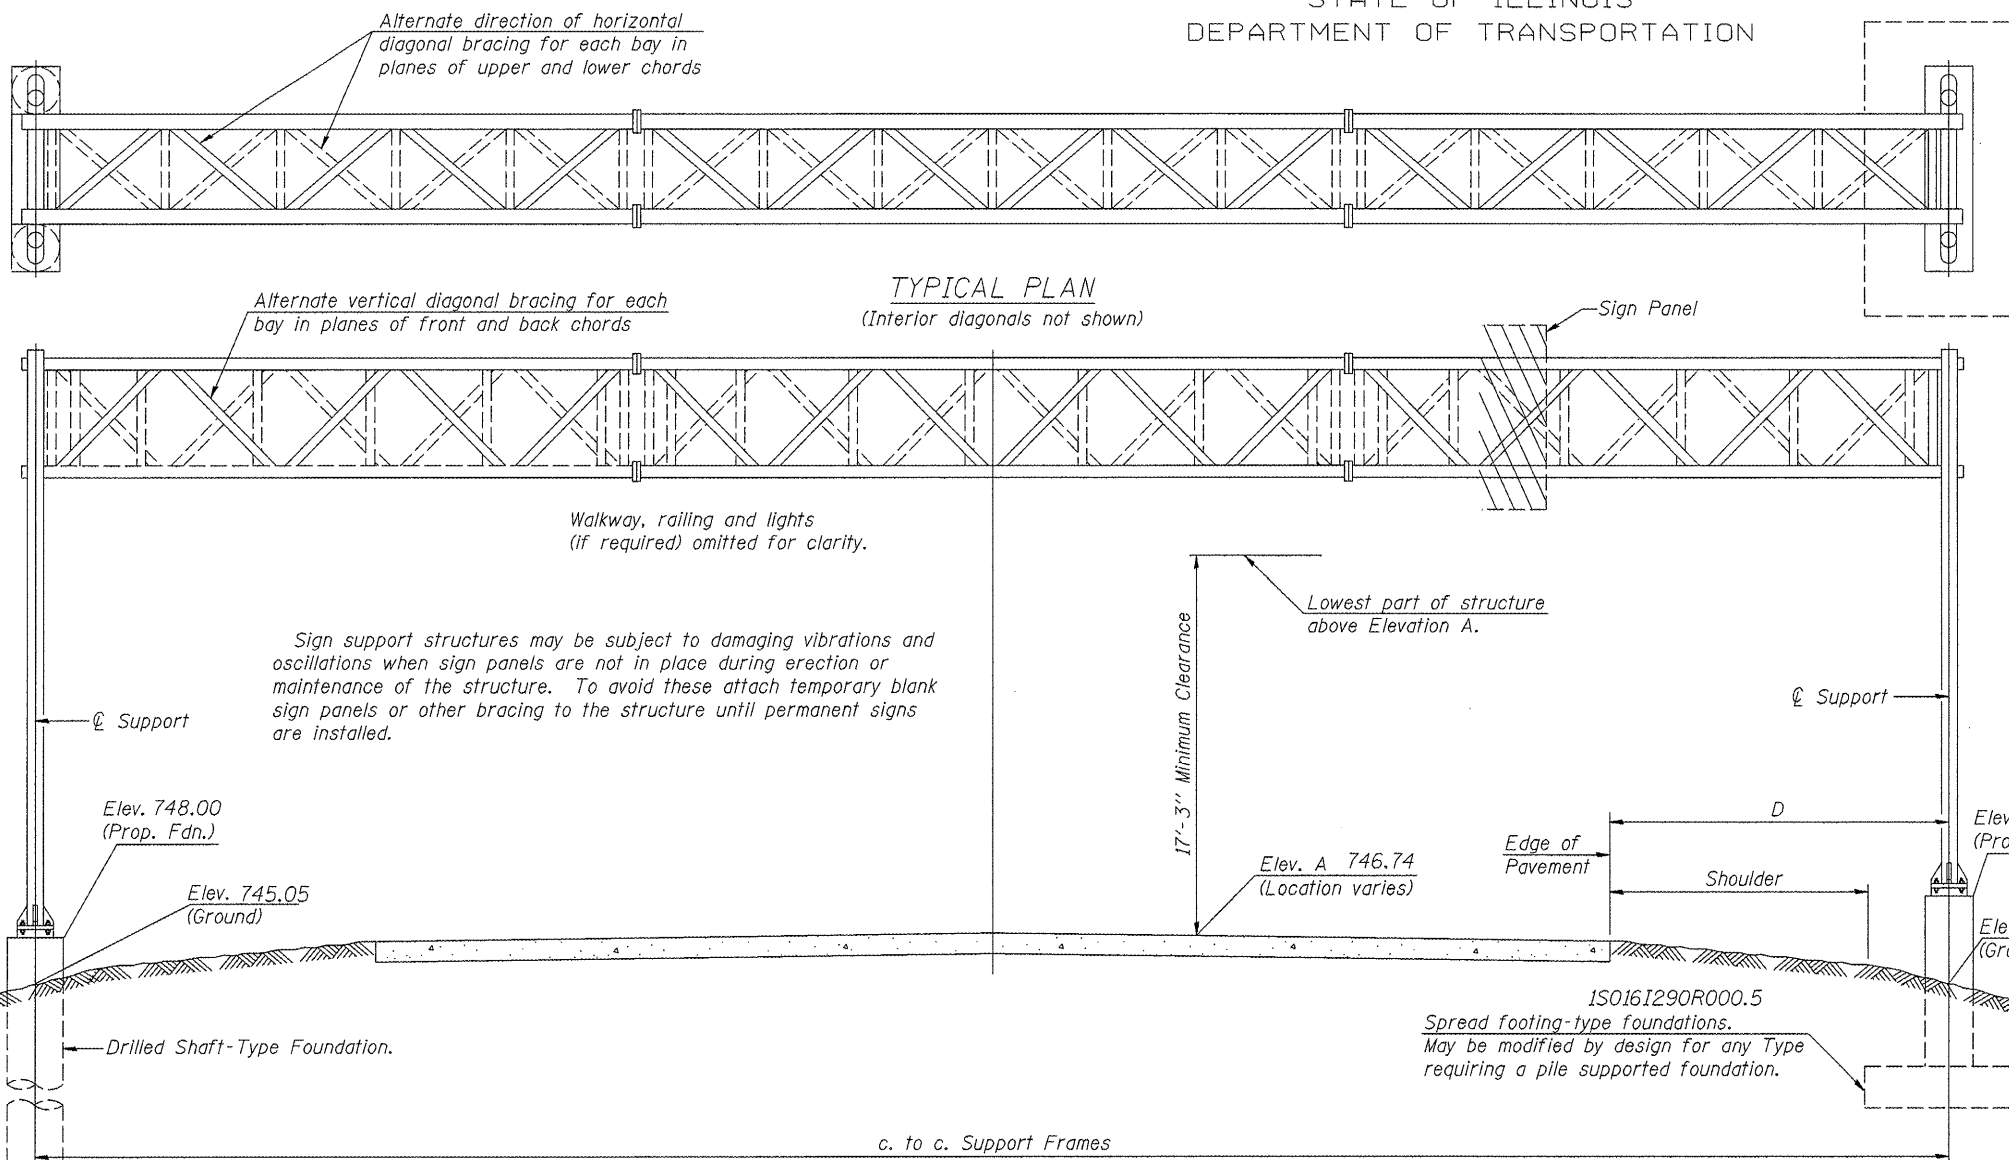 STATE OF ILLINOIS
DEPARTMENT OF TRANSPORTATION
Alternate direction of horizontal
diagonal bracing for each bay in
planes of upper and lower chords
TYPICAL PLAN
(Interior diagonals not shown)
Alternate vertical diagonal bracing for each
bay in planes of front and back chords
Sign Panel
Walkway, railing and lights
(if required) omitted for clarity.
Lowest part of structure
above Elevation A.
17'-3" Minimum Clearance
Sign support structures may be subject to damaging vibrations and
oscillations when sign panels are not in place during erection or
maintenance of the structure. To avoid these attach temporary blank
sign panels or other bracing to the structure until permanent signs
are installed.
℄ Support
℄ Support
Elev. 748.00
(Prop. Fdn.)
Elev. 745.05
(Ground)
Elev. A 746.74
(Location varies)
Edge of
Pavement
D
Shoulder
Elev
(Pro
Ele
(Gro
Drilled Shaft-Type Foundation.
1S016I290R000.5
Spread footing-type foundations.
May be modified by design for any Type
requiring a pile supported foundation.
c. to c. Support Frames